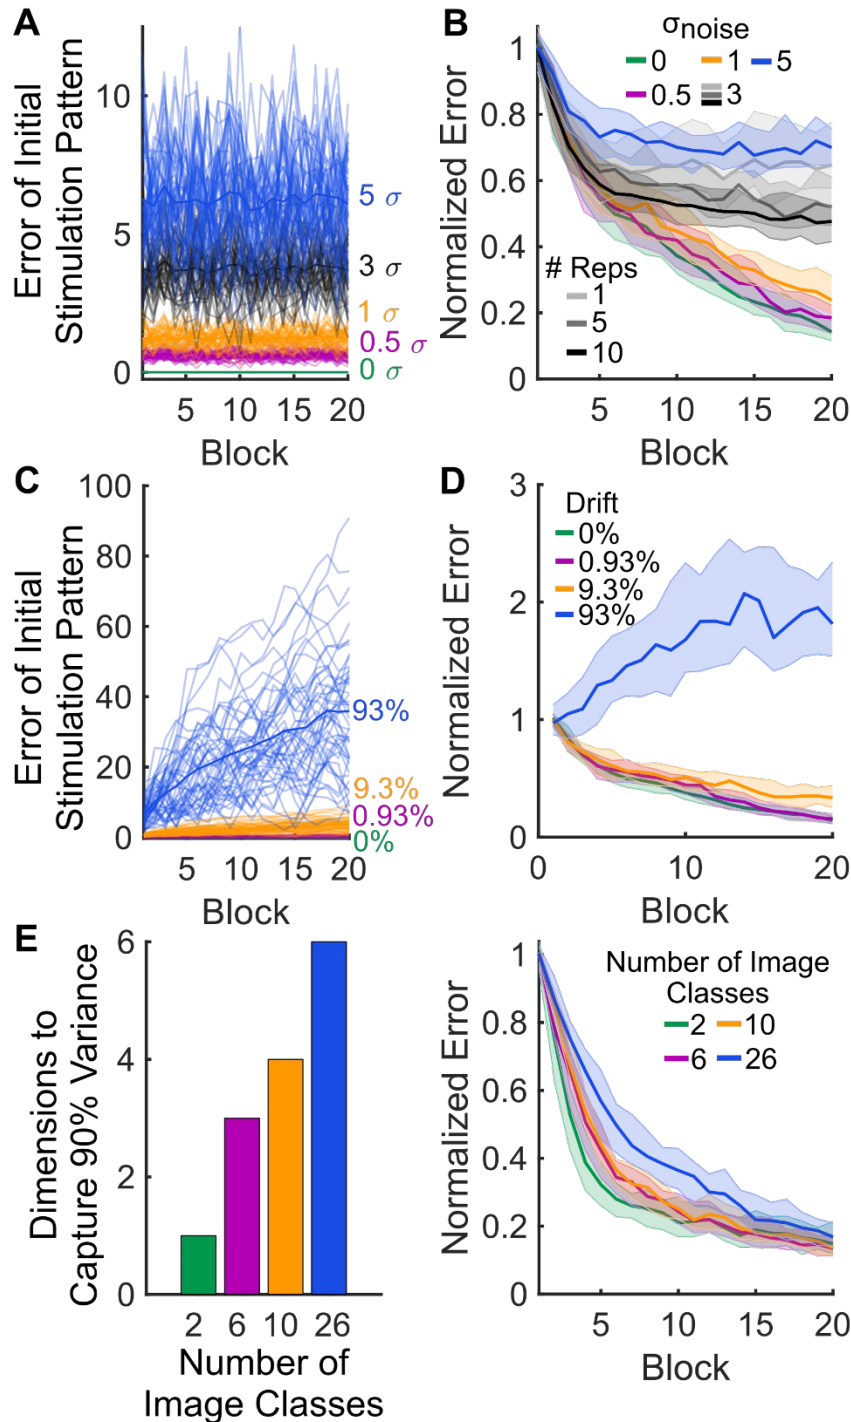 A
Error of Initial
Stimulation Pattern
10
5
0
5 σ
3 σ
1 σ
0.5 σ
0 σ
5 10 15 20
Block
B
Normalized Error
1
0.8
0.6
0.4
0.2
0
σnoise
0 1 5
0.5 3
# Reps
1
5
10
5 10 15 20
Block
C
Error of Initial
Stimulation Pattern
100
80
60
40
20
0
93%
9.3%
0.93%
0%
5 10 15 20
Block
D
Normalized Error
3
2
1
0
Drift
0%
0.93%
9.3%
93%
0 10 20
Block
E
Dimensions to
Capture 90% Variance
6
4
2
0
2 6 10 26
Number of
Image Classes
Normalized Error
1
0.8
0.6
0.4
0.2
0
Number of Image
Classes
2 10
6 26
5 10 15 20
Block